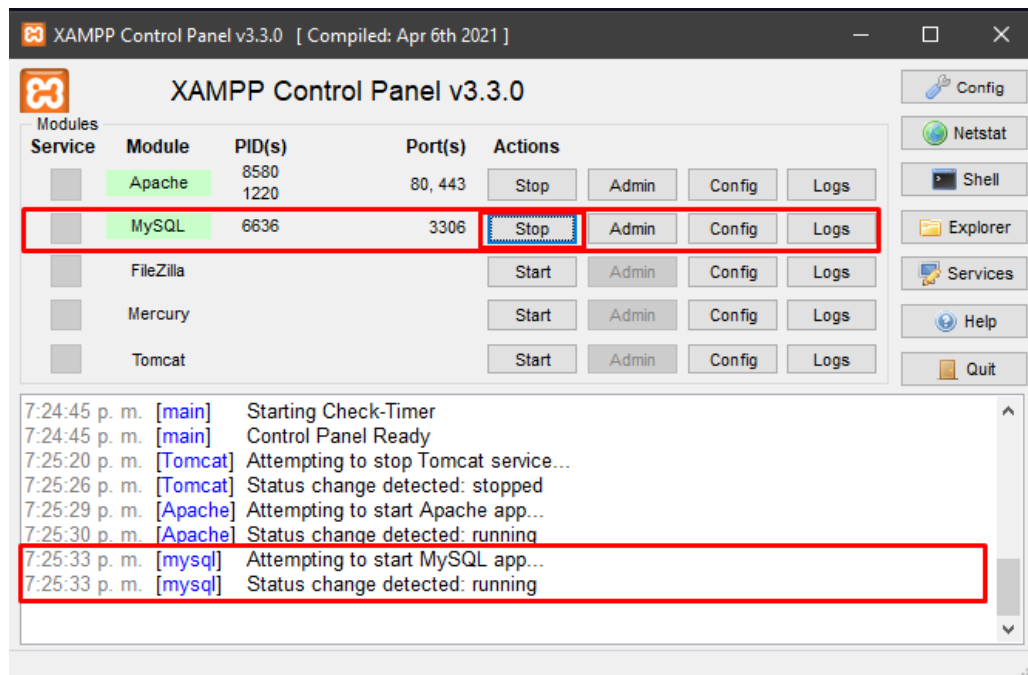 XAMPP Control Panel v3.3.0 [ Compiled: Apr 6th 2021 ]
XAMPP Control Panel v3.3.0
Config
Modules
Service Module PID(s) Port(s) Actions
Netstat
Apache 8580 1220 80, 443 Stop Admin Config Logs
Shell
MySQL 6636 3306 Stop Admin Config Logs
Explorer
FileZilla Start Admin Config Logs
Services
Mercury Start Admin Config Logs
Help
Tomcat Start Admin Config Logs
Quit
7:24:45 p. m. [main] Starting Check-Timer
7:24:45 p. m. [main] Control Panel Ready
7:25:20 p. m. [Tomcat] Attempting to stop Tomcat service...
7:25:26 p. m. [Tomcat] Status change detected: stopped
7:25:29 p. m. [Apache] Attempting to start Apache app...
7:25:30 p. m. [Apache] Status change detected: running
7:25:33 p. m. [mysql] Attempting to start MySQL app...
7:25:33 p. m. [mysql] Status change detected: running